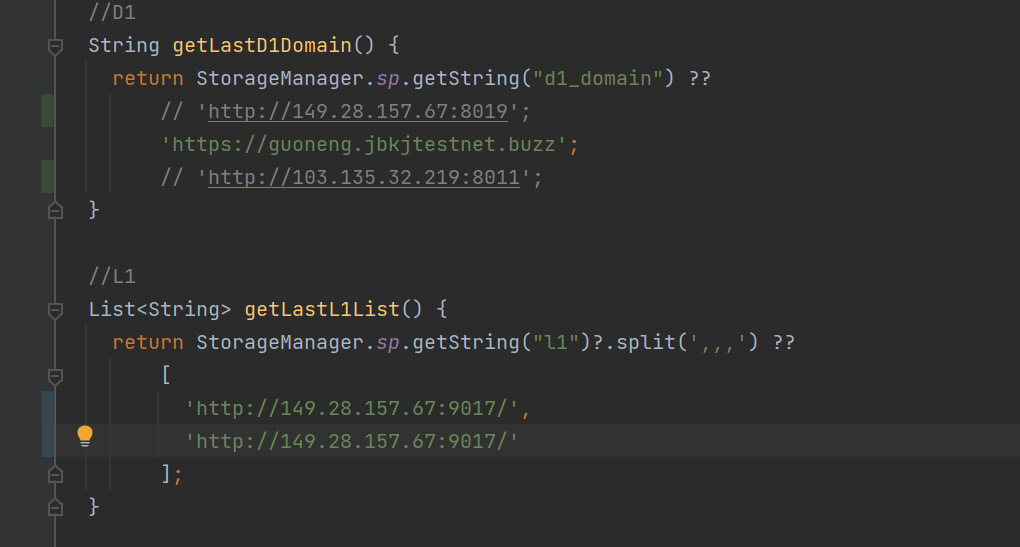 //D1
String getLastD1Domain() {
return StorageManager.sp.getString("d1_domain") ??
// 'http://149.28.157.67:8019';
'https://guoneng.jbkjtestnet.buzz';
// 'http://103.135.32.219:8011';
}
//L1
List<String> getLastL1List() {
return StorageManager.sp.getString("l1")?.split(',,,') ??
[
'http://149.28.157.67:9017/',
'http://149.28.157.67:9017/'
];
}